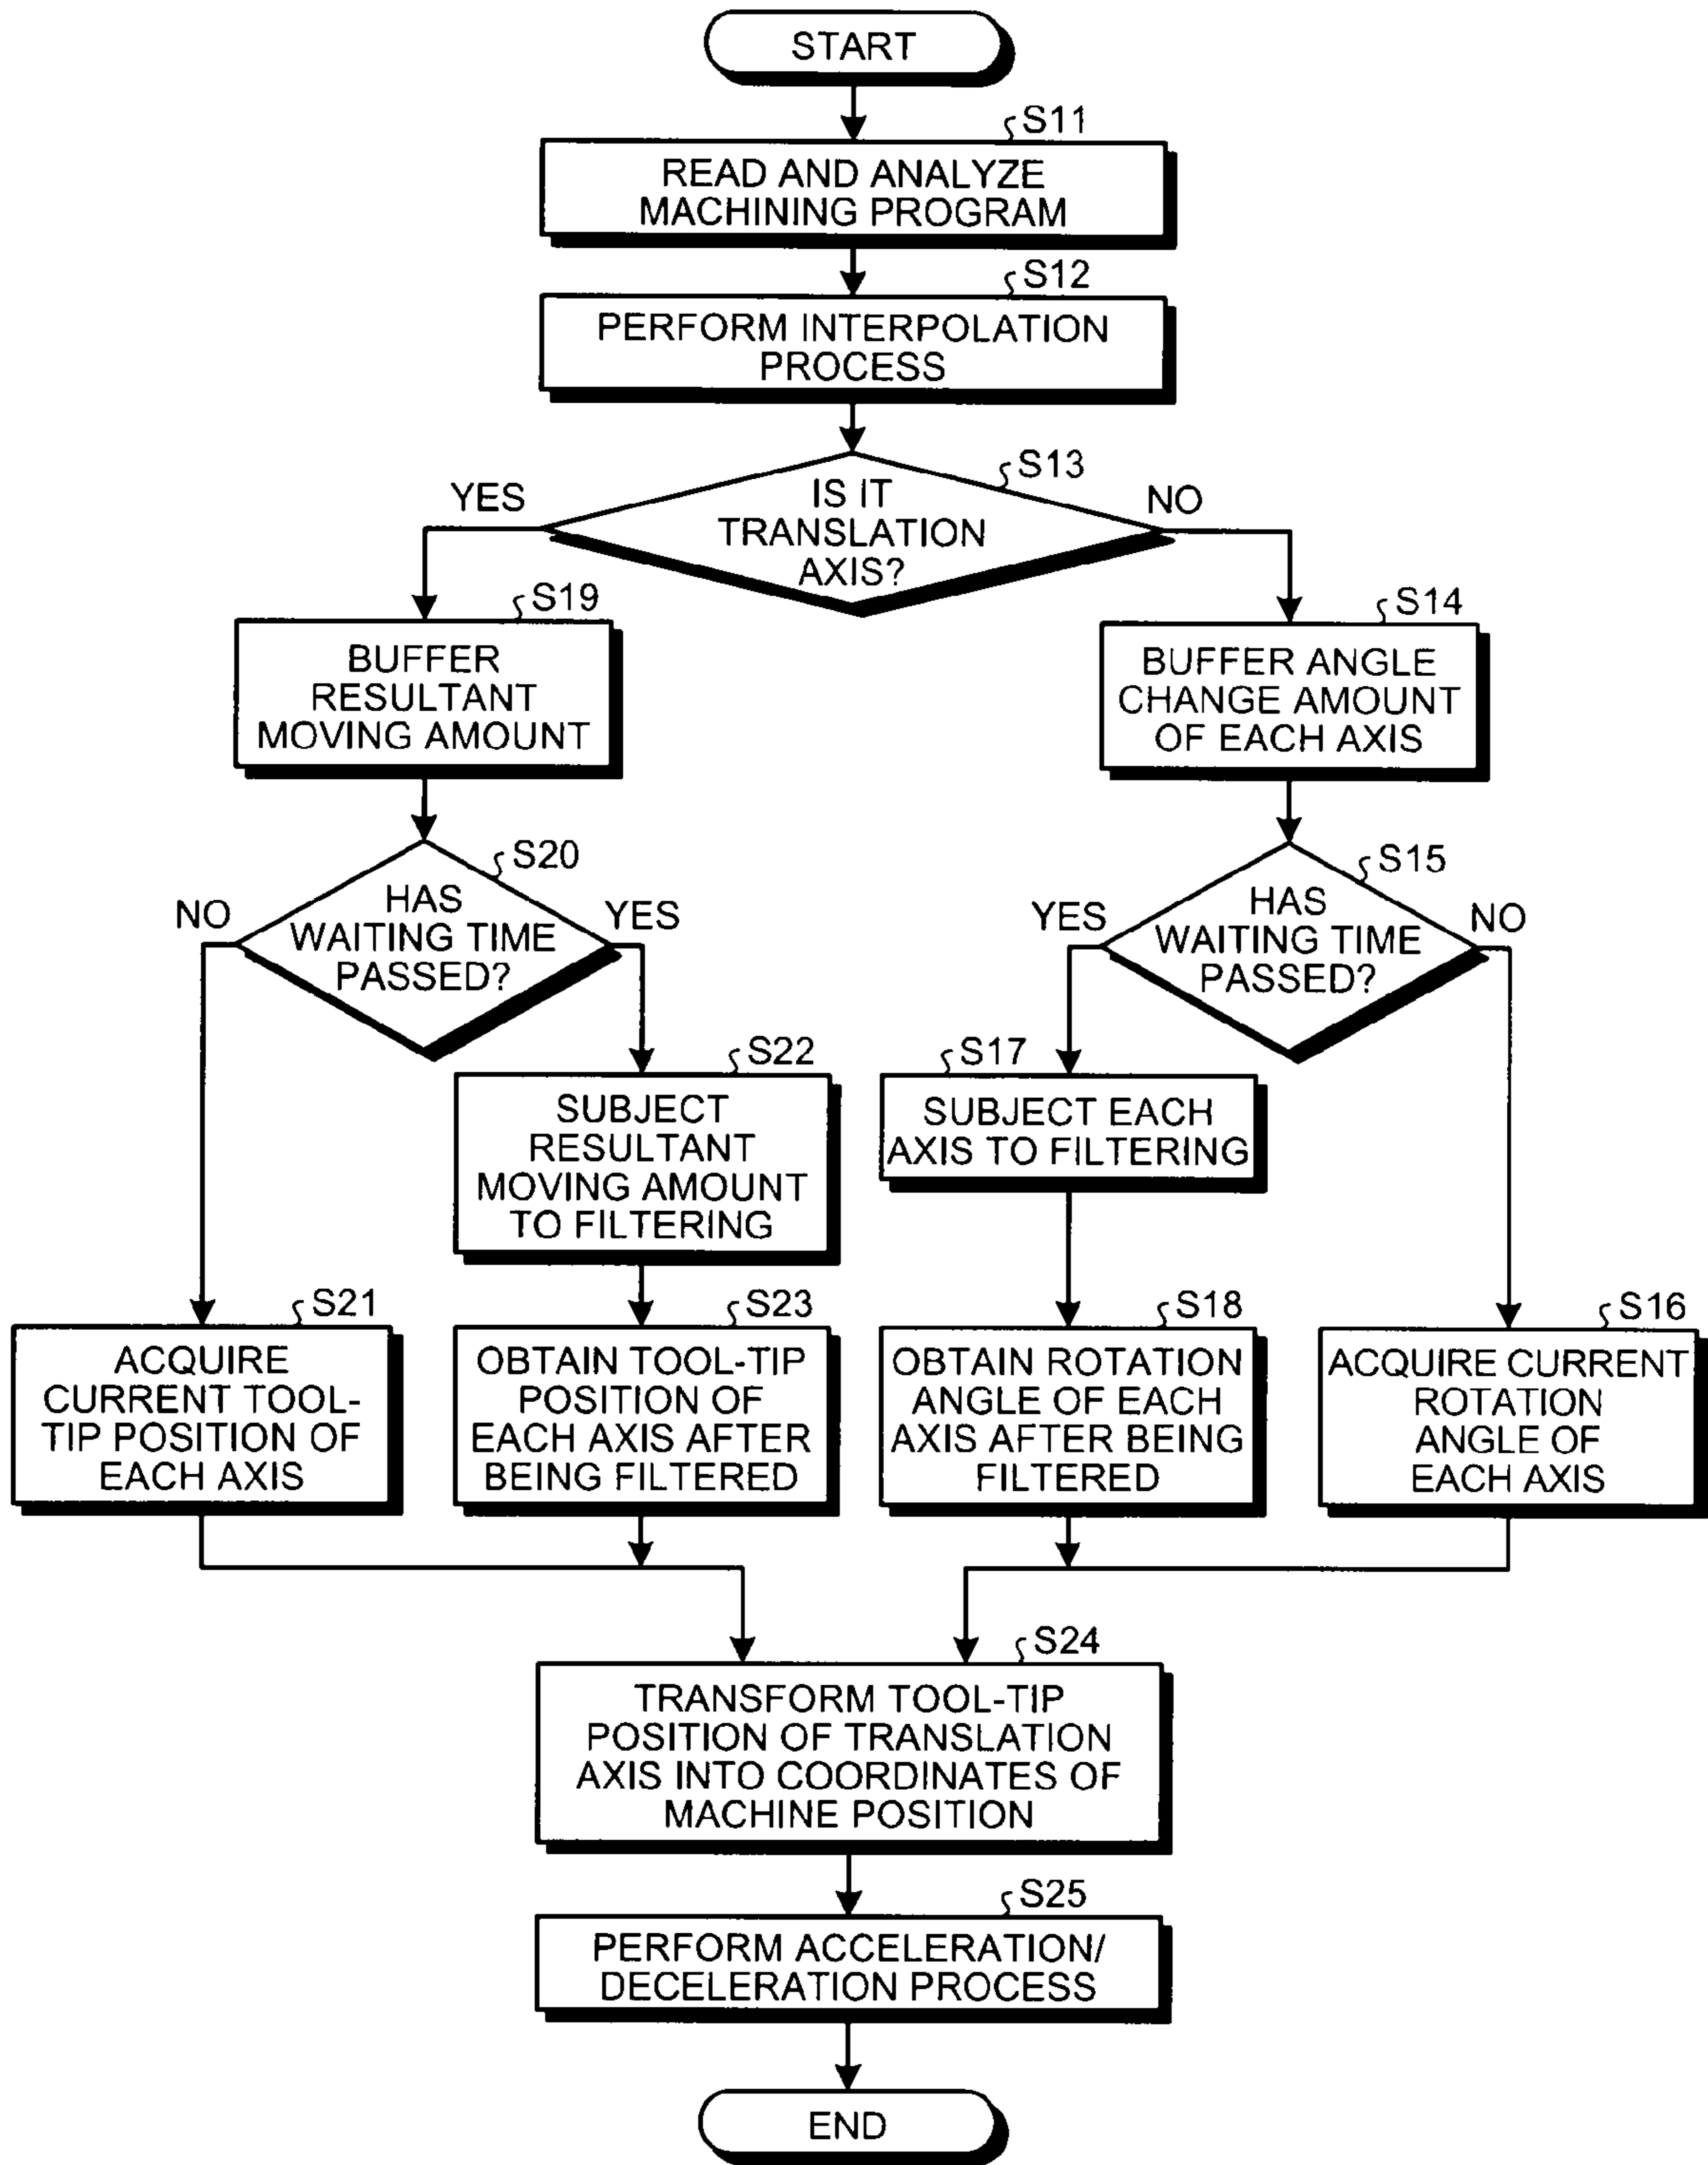 START
S11
READ AND ANALYZE
MACHINING PROGRAM
S12
PERFORM INTERPOLATION
PROCESS
S13
YES
IS IT
TRANSLATION
AXIS?
NO
S19
BUFFER
RESULTANT
MOVING AMOUNT
S14
BUFFER ANGLE
CHANGE AMOUNT
OF EACH AXIS
S20
NO
HAS
WAITING TIME
PASSED?
YES
S15
YES
HAS
WAITING TIME
PASSED?
NO
S22
SUBJECT
RESULTANT
MOVING AMOUNT
TO FILTERING
S17
SUBJECT EACH
AXIS TO FILTERING
S21
ACQUIRE
CURRENT TOOL-
TIP POSITION OF
EACH AXIS
S23
OBTAIN TOOL-TIP
POSITION OF
EACH AXIS AFTER
BEING FILTERED
S18
OBTAIN ROTATION
ANGLE OF EACH
AXIS AFTER BEING
FILTERED
S16
ACQUIRE CURRENT
ROTATION
ANGLE OF
EACH AXIS
S24
TRANSFORM TOOL-TIP
POSITION OF TRANSLATION
AXIS INTO COORDINATES OF
MACHINE POSITION
S25
PERFORM ACCELERATION/
DECELERATION PROCESS
END